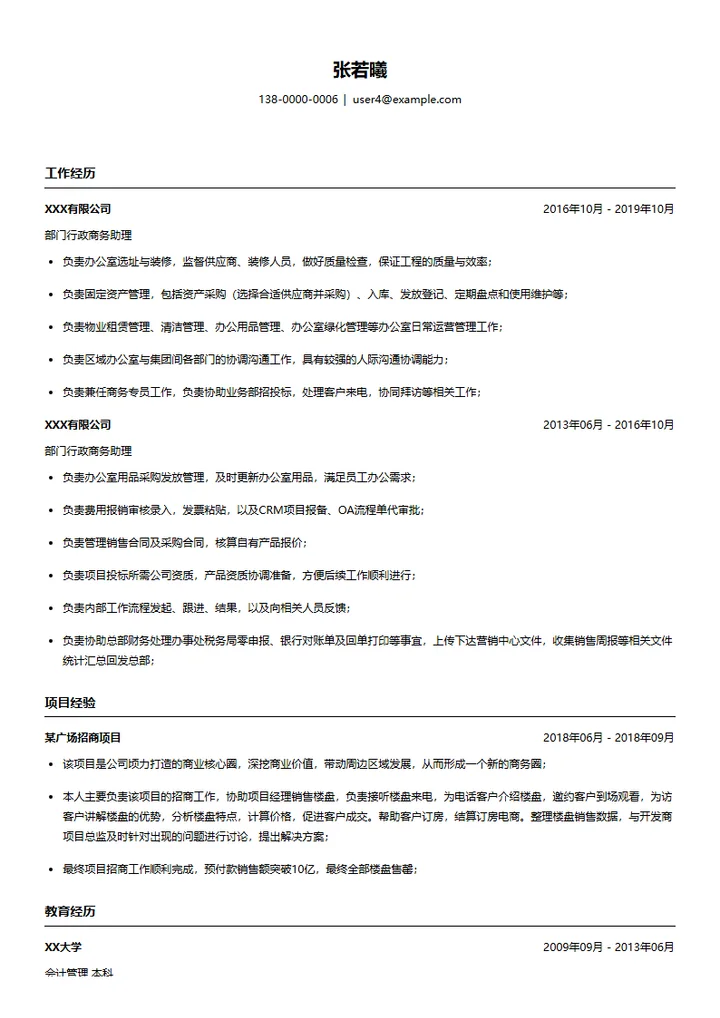 张若曦
138-0000-0006 | user4@example.com
工作经历
XXX有限公司 2016年10月 - 2019年10月
部门行政商务助理
• 负责办公室选址与装修，监督供应商、装修人员，做好质量检查，保证工程的质量与效率；
• 负责固定资产管理，包括资产采购（选择合适供应商并采购）、入库、发放登记、定期盘点和使用维护等；
• 负责物业租赁管理、清洁管理、办公用品管理、办公室绿化管理等办公室日常运营管理工作；
• 负责区域办公室与集团间各部门的协调沟通工作，具有较强的人际沟通协调能力；
• 负责兼任商务专员工作，负责协助业务部招投标，处理客户来电，协同拜访等相关工作；
XXX有限公司 2013年06月 - 2016年10月
部门行政商务助理
• 负责办公室用品采购发放管理，及时更新办公室用品，满足员工办公需求；
• 负责费用报销审核录入，发票粘贴，以及CRM项目报备、OA流程单代审批；
• 负责管理销售合同及采购合同，核算自有产品报价；
• 负责项目投标所需公司资质，产品资质协调准备，方便后续工作顺利进行；
• 负责内部工作流程发起、跟进、结果，以及向相关人员反馈；
• 负责协助总部财务处理办事处税务局零申报、银行对账单及回单打印等事宜，上传下达营销中心文件，收集销售周报等相关文件
统计汇总回发总部；
项目经验
某广场招商项目 2018年06月 - 2018年09月
• 该项目是公司顷力打造的商业核心圈，深挖商业价值，带动周边区域发展，从而形成一个新的商务圈；
• 本人主要负责该项目的招商工作，协助项目经理销售楼盘，负责接听楼盘来电，为电话客户介绍楼盘，邀约客户到场观看，为访
客户讲解楼盘的优势，分析楼盘特点，计算价格，促进客户成交。帮助客户订房，结算订房电商。整理楼盘销售数据，与开发商
项目总监及时针对出现的问题进行讨论，提出解决方案；
• 最终项目招商工作顺利完成，预付款销售额突破10亿，最终全部楼盘售罄；
教育经历
XX大学 2009年09月 - 2013年06月
会计管理 本科